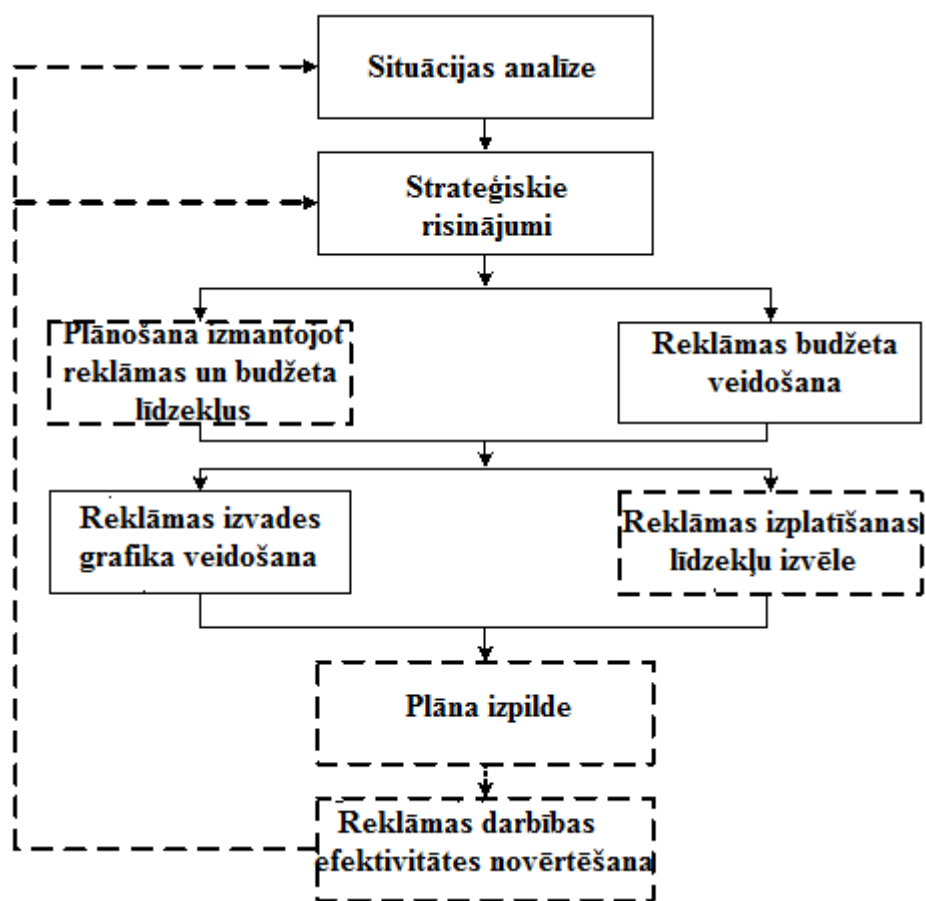 Situācijas analīze
Stratēģiskie
risinājumi
Plānošana izmantojot
reklāmas un budžeta
līdzekļus
Reklāmas budžeta
veidošana
Reklāmas izvades
grafika veidošana
Reklāmas izplatīšanas
līdzekļu izvēle
Plāna izpilde
Reklāmas darbības
efektivitātes novērtēšana